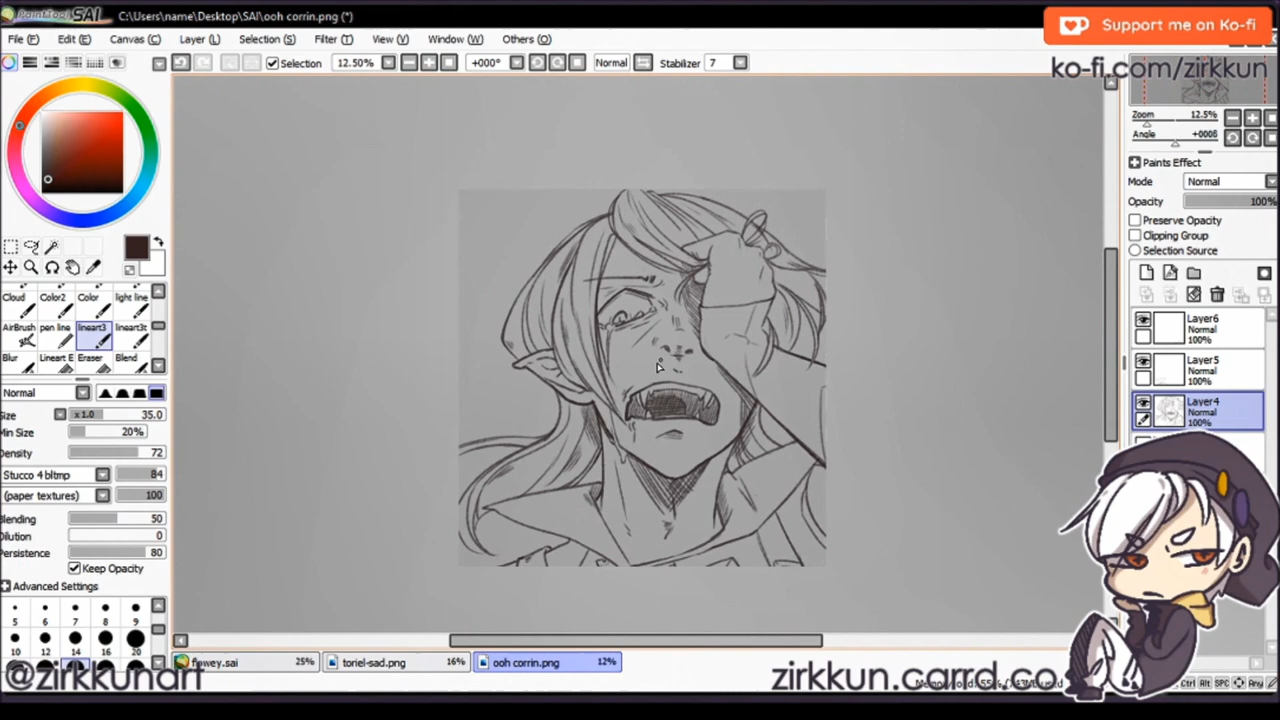 PaintTool SAI C:\Users\name\Desktop\SAI\ooh corrin.png (*)
Support me on Ko-fi
ko-fi.com/zirkkun
File (F) Edit (E) Canvas (C) Layer (L) Selection (S) Filter (T) View (V) Window (W) Others (O)
Selection 12.50% +000° Normal Stabilizer 7
Zoom 12.5%
Angle
Paints Effect
Mode Normal
Opacity 100%
Preserve Opacity
Clipping Group
Selection Source
Layer6
Normal
100%
Layer5
Normal
100%
Layer4
Normal
100%
Cloud Color2 Color light line
AirBrush pen line lineart3 lineart3t
Blur Lineart E Eraser Blend
Normal
Size x 1.0 35.0
Min Size 20%
Density 72
Stucco 4 bltmp 84
(paper textures) 100
Blending 50
Dilution 0
Persistence 80
Keep Opacity
Advanced Settings
5 6 7 8 9
10 12 14 16 20
flowey.sai 25% toriel-sad.png 16% ooh corrin.png 12%
@zirkkunart
zirkkun.carrd.co
Ctrl Alt SPC Any